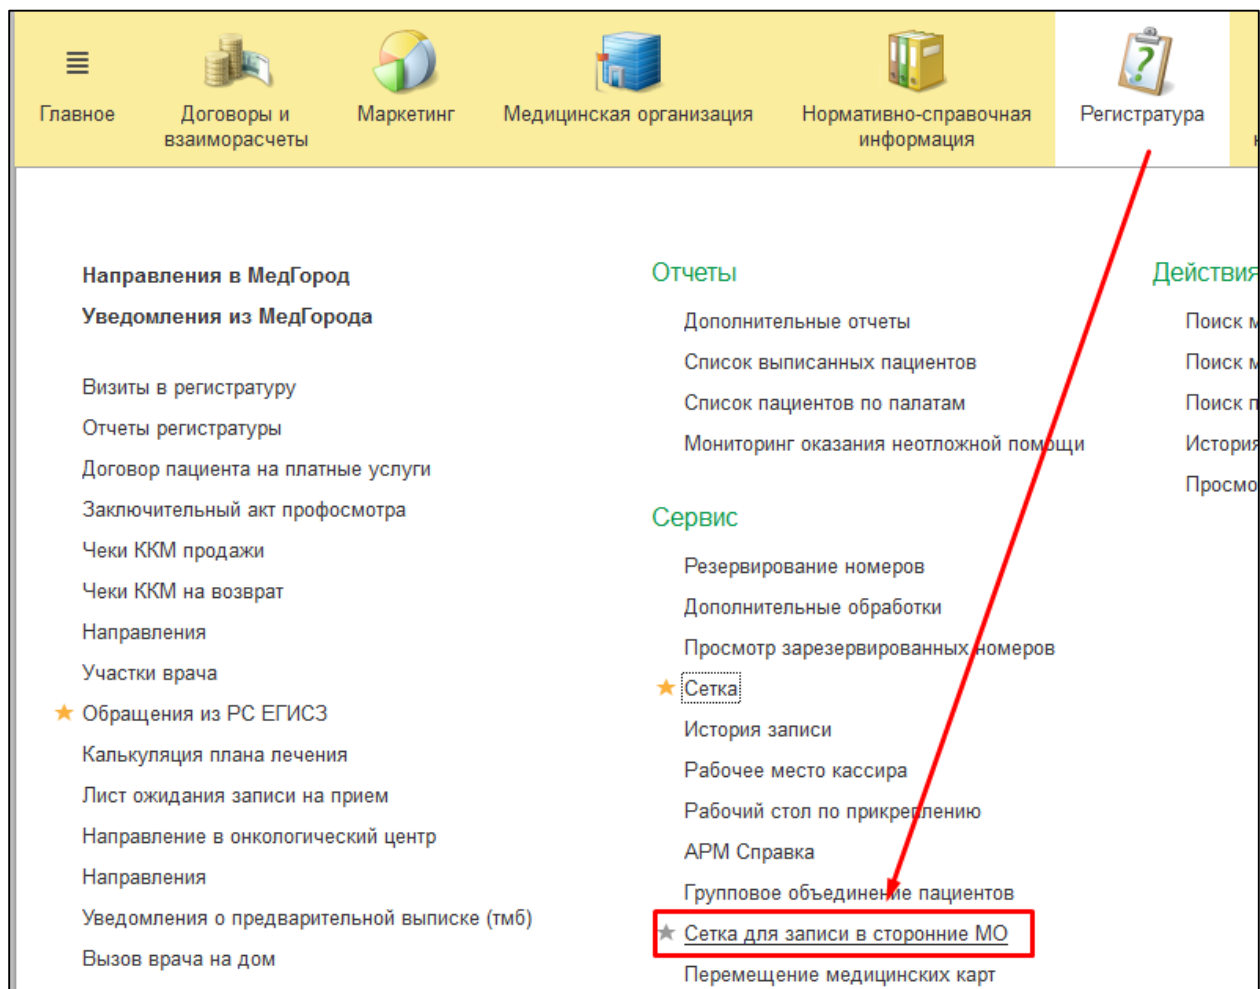 Главное
Договоры и
взаиморасчеты
Маркетинг
Медицинская организация
Нормативно-справочная
информация
Регистратура
Направления в МедГород
Уведомления из МедГорода
Визиты в регистратуру
Отчеты регистратуры
Договор пациента на платные услуги
Заключительный акт профосмотра
Чеки ККМ продажи
Чеки ККМ на возврат
Направления
Участки врача
Обращения из РС ЕГИСЗ
Калькуляция плана лечения
Лист ожидания записи на прием
Направление в онкологический центр
Направления
Уведомления о предварительной выписке (тмб)
Вызов врача на дом
Отчеты
Дополнительные отчеты
Список выписанных пациентов
Список пациентов по палатам
Мониторинг оказания неотложной помощи
Сервис
Резервирование номеров
Дополнительные обработки
Просмотр зарезервированных номеров
Сетка
История записи
Рабочее место кассира
Рабочий стол по прикреплению
АРМ Справка
Групповое объединение пациентов
Сетка для записи в сторонние МО
Перемещение медицинских карт
Действия
Поиск
Поиск
Поиск
История